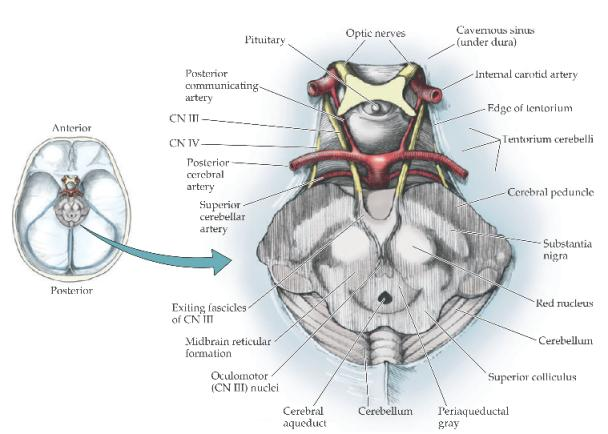 Pituitary
Optic nerves
Cavernous sinus
(under dura)
Posterior
communicating
artery
Internal carotid artery
CN III
Edge of tentorium
Anterior
CN IV
Tentorium cerebelli
Posterior
cerebral
artery
Cerebral peduncle
Superior
cerebellar
artery
Substantia
nigra
Posterior
Exiting fascicles
of CN III
Red nucleus
Midbrain reticular
formation
Cerebellum
Oculomotor
(CN III) nuclei
Superior colliculus
Cerebral
aqueduct
Cerebellum
Periaqueductal
gray